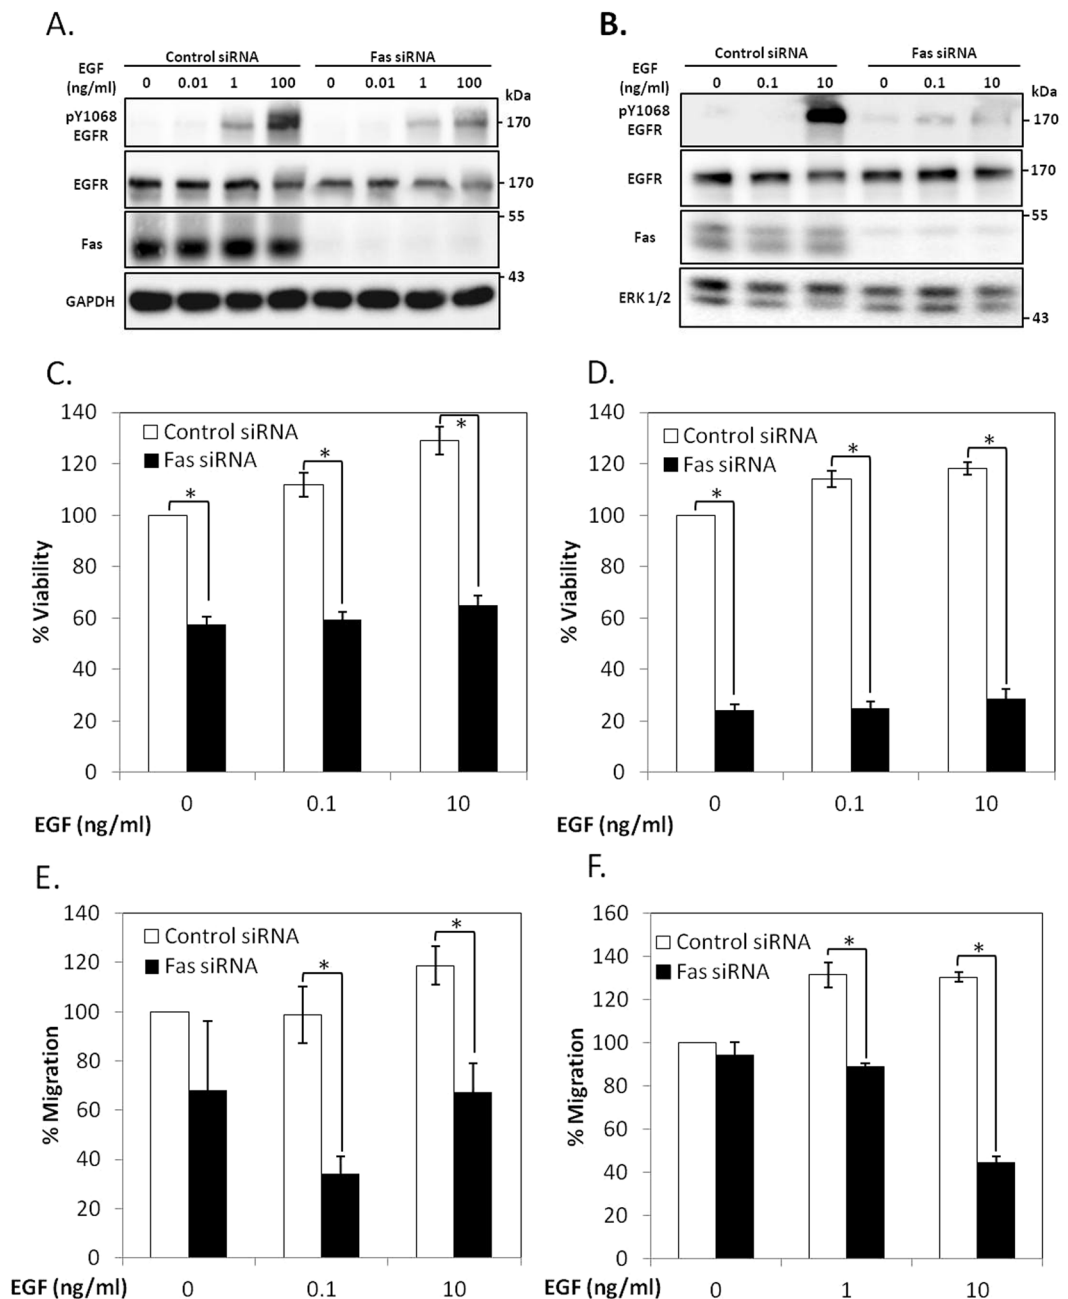 A.
Control siRNA Fas siRNA
EGF (ng/ml) 0 0.01 1 100 0 0.01 1 100
kDa
pY1068 EGFR 170
EGFR 170
55
Fas
43
GAPDH
B.
Control siRNA Fas siRNA
EGF (ng/ml) 0 0.1 10 0 0.1 10
kDa
pY1068 EGFR 170
EGFR 170
55
Fas
ERK 1/2
43
C.
140
120
100
80
60
40
20
0
% Viability
Control siRNA
Fas siRNA
* * *
0 0.1 10
EGF (ng/ml)
D.
140
120
100
80
60
40
20
0
% Viability
Control siRNA
Fas siRNA
* * *
0 0.1 10
EGF (ng/ml)
E.
140
120
100
80
60
40
20
0
% Migration
Control siRNA
Fas siRNA
* *
EGF (ng/ml) 0 0.1 10
F.
160
140
120
100
80
60
40
20
0
% Migration
Control siRNA
Fas siRNA
* *
EGF (ng/ml) 0 1 10